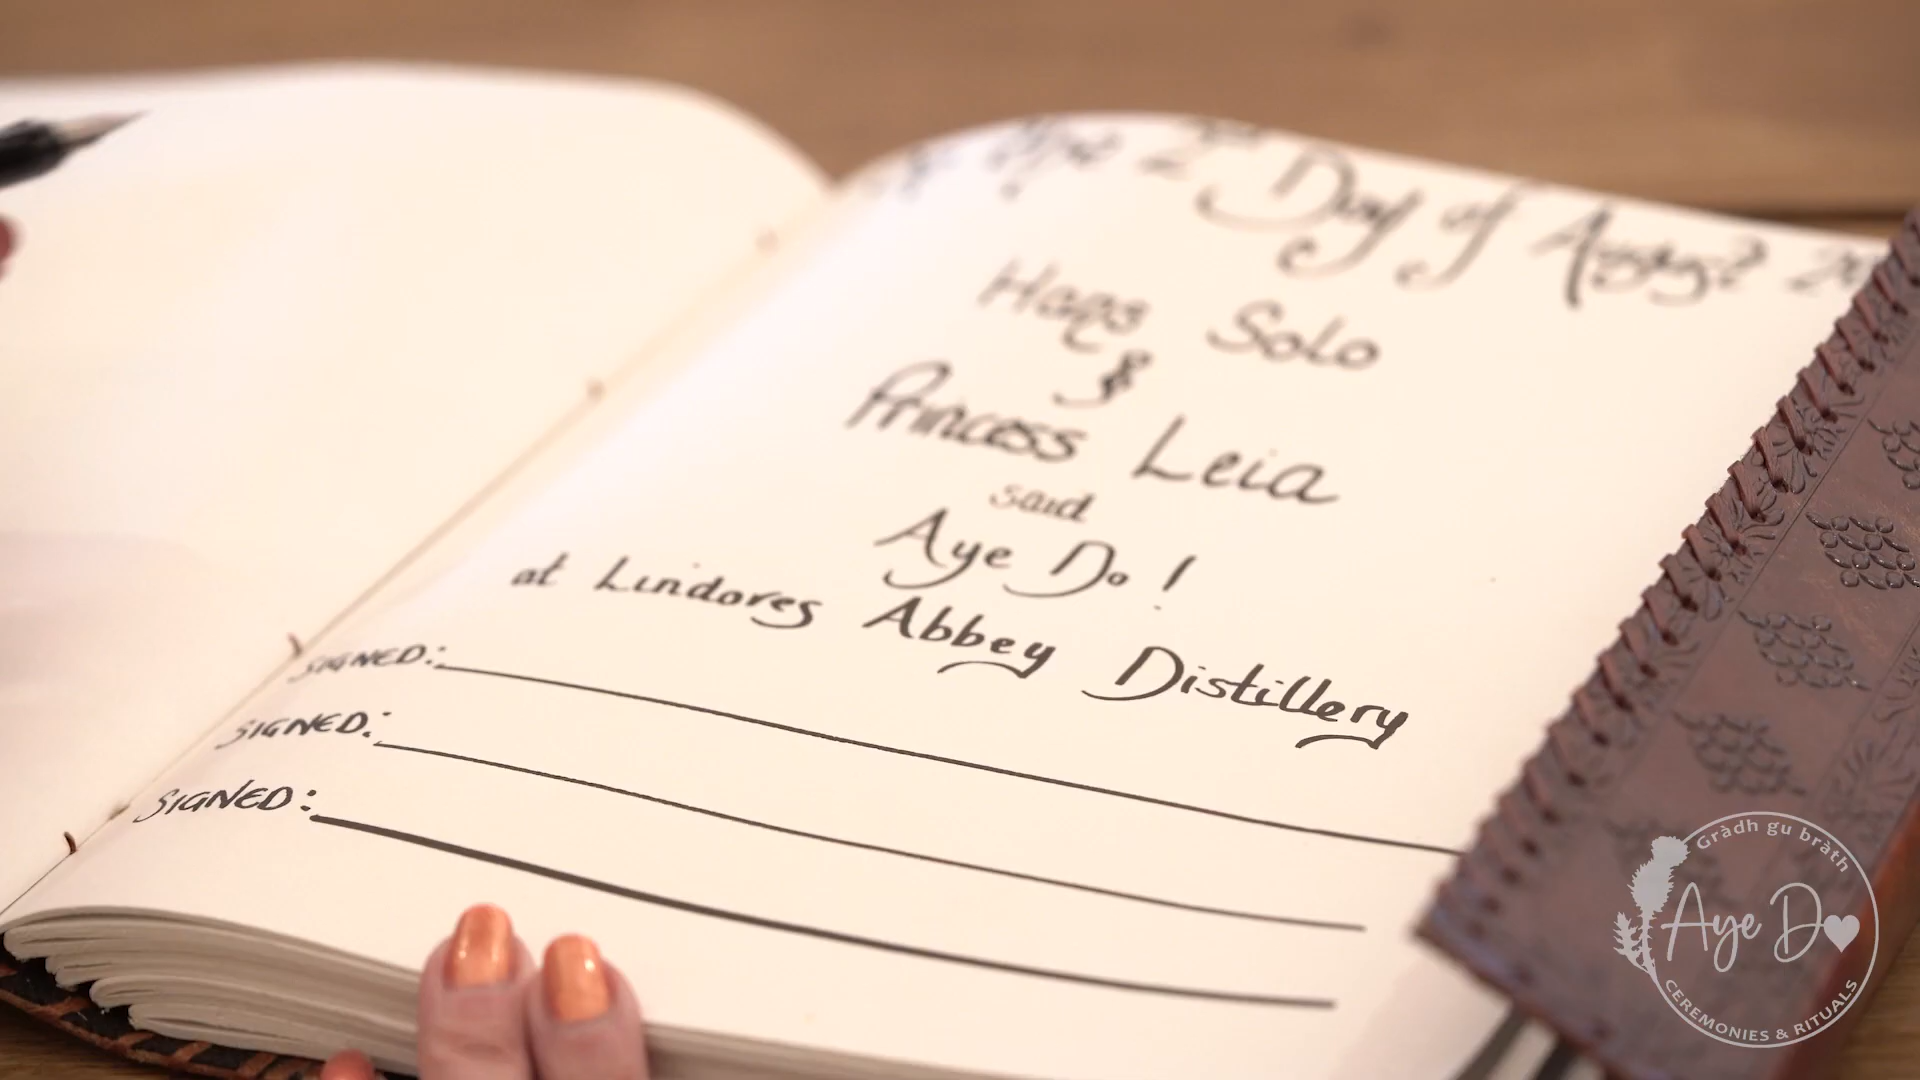 Day of August
Hans Solo
&
Princess Leia
said
Aye Do!
at Lindores Abbey Distillery
SIGNED:
SIGNED:
SIGNED:
Gràdh gu bràth
Aye Do
CEREMONIES & RITUALS